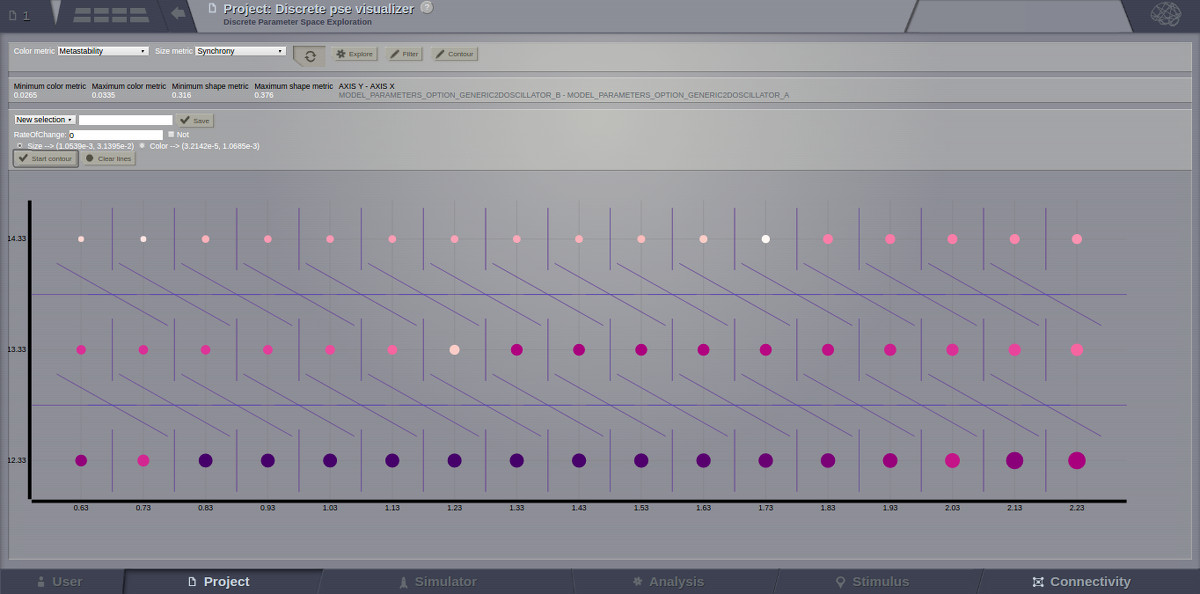 1
Project: Discrete pse visualizer ?
Discrete Parameter Space Exploration
Color metric Metastability Size metric Synchrony Explore Filter Contour
Minimum color metric Maximum color metric Minimum shape metric Maximum shape metric AXIS Y - AXIS X
0.0265 0.0335 0.316 0.376 MODEL_PARAMETERS_OPTION_GENERIC2DOSCILLATOR_B - MODEL_PARAMETERS_OPTION_GENERIC2DOSCILLATOR_A
New selection Save
RateOfChange: 0 Not
Size --> (1.0539e-3, 3.1395e-2) Color --> (3.2142e-5, 1.0685e-3)
Start contour Clear lines
14.33
13.33
12.33
0.63 0.73 0.83 0.93 1.03 1.13 1.23 1.33 1.43 1.53 1.63 1.73 1.83 1.93 2.03 2.13 2.23
User Project Simulator Analysis Stimulus Connectivity